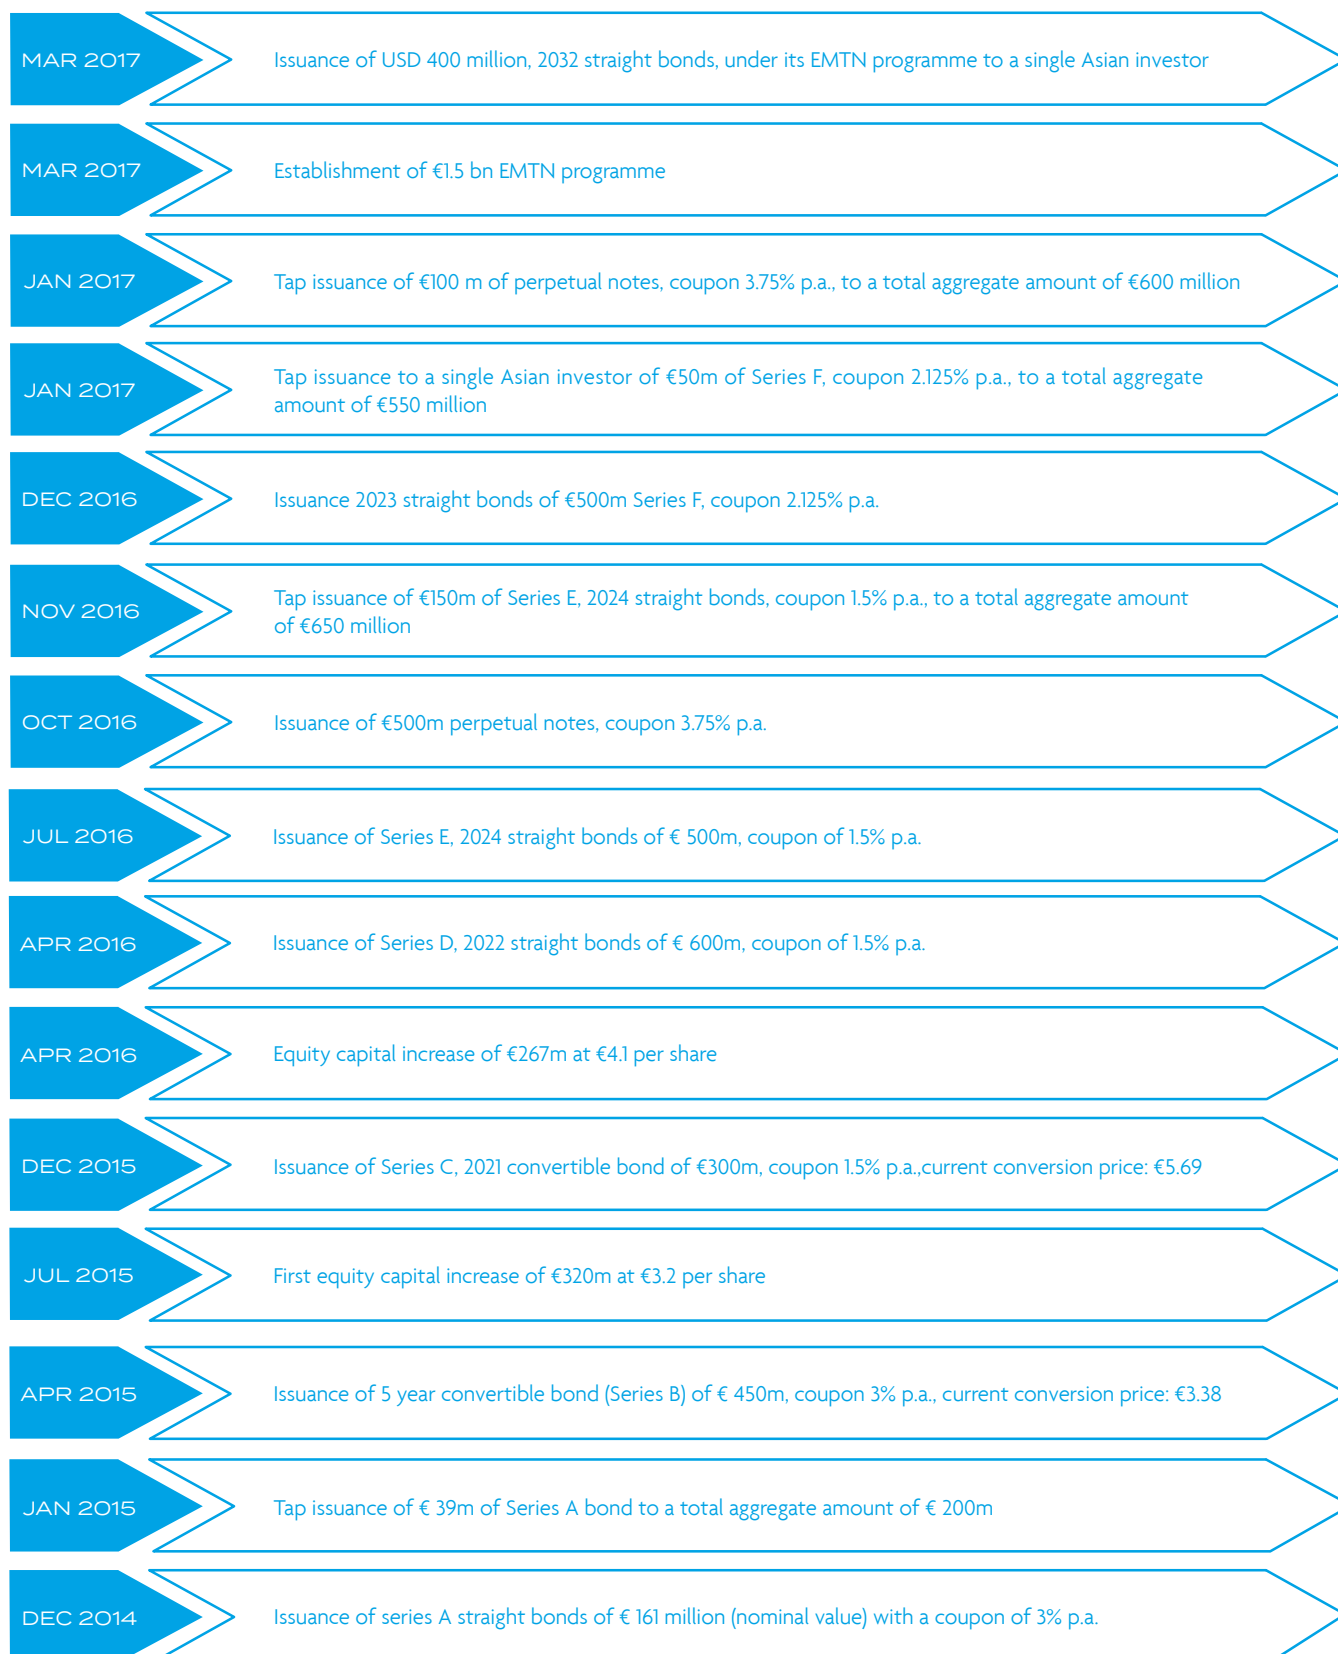 MAR 2017
Issuance of USD 400 million, 2032 straight bonds, under its EMTN programme to a single Asian investor
MAR 2017
Establishment of €1.5 bn EMTN programme
JAN 2017
Tap issuance of €100 m of perpetual notes, coupon 3.75% p.a., to a total aggregate amount of €600 million
JAN 2017
Tap issuance to a single Asian investor of €50m of Series F, coupon 2.125% p.a., to a total aggregate
amount of €550 million
DEC 2016
Issuance 2023 straight bonds of €500m Series F, coupon 2.125% p.a.
NOV 2016
Tap issuance of €150m of Series E, 2024 straight bonds, coupon 1.5% p.a., to a total aggregate amount
of €650 million
OCT 2016
Issuance of €500m perpetual notes, coupon 3.75% p.a.
JUL 2016
Issuance of Series E, 2024 straight bonds of € 500m, coupon of 1.5% p.a.
APR 2016
Issuance of Series D, 2022 straight bonds of € 600m, coupon of 1.5% p.a.
APR 2016
Equity capital increase of €267m at €4.1 per share
DEC 2015
Issuance of Series C, 2021 convertible bond of €300m, coupon 1.5% p.a.,current conversion price: €5.69
JUL 2015
First equity capital increase of €320m at €3.2 per share
APR 2015
Issuance of 5 year convertible bond (Series B) of € 450m, coupon 3% p.a., current conversion price: €3.38
JAN 2015
Tap issuance of € 39m of Series A bond to a total aggregate amount of € 200m
DEC 2014
Issuance of series A straight bonds of € 161 million (nominal value) with a coupon of 3% p.a.